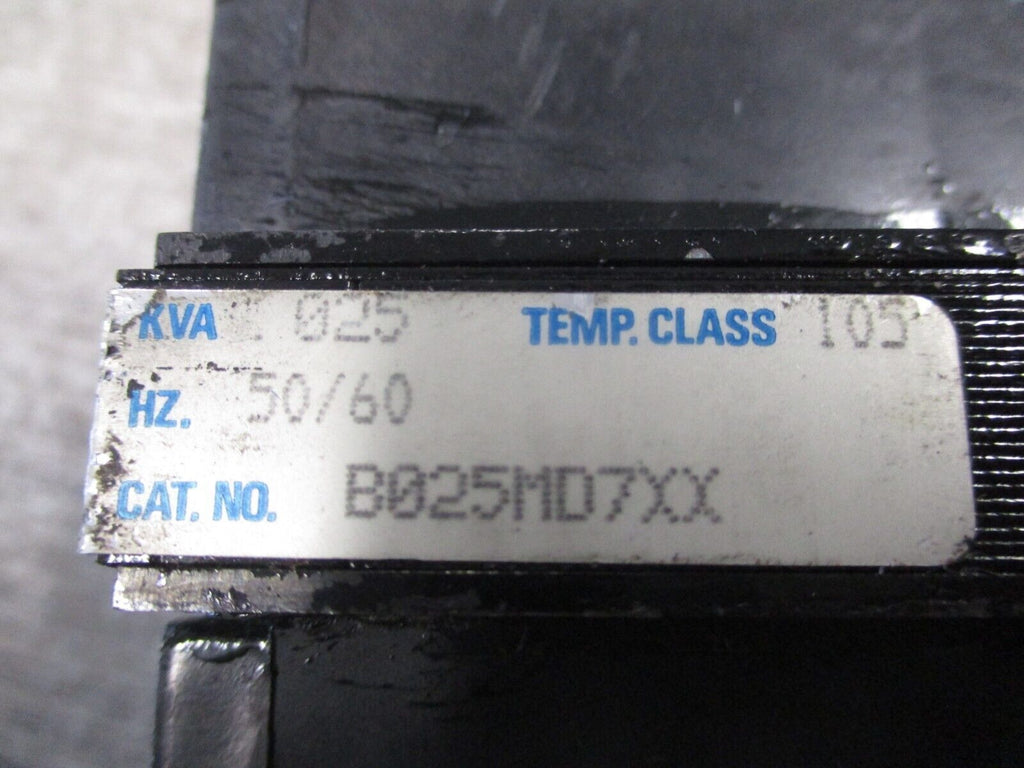 KVA .025 TEMP. CLASS 105
HZ. 50/60
CAT. NO. B025MD7XX